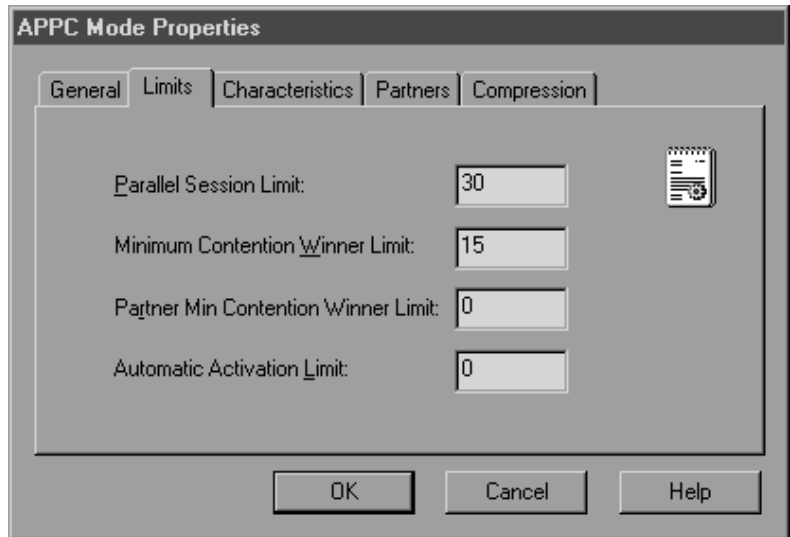 APPC Mode Properties
General Limits Characteristics Partners Compression
Parallel Session Limit: 30
Minimum Contention Winner Limit: 15
Partner Min Contention Winner Limit: 0
Automatic Activation Limit: 0
OK Cancel Help